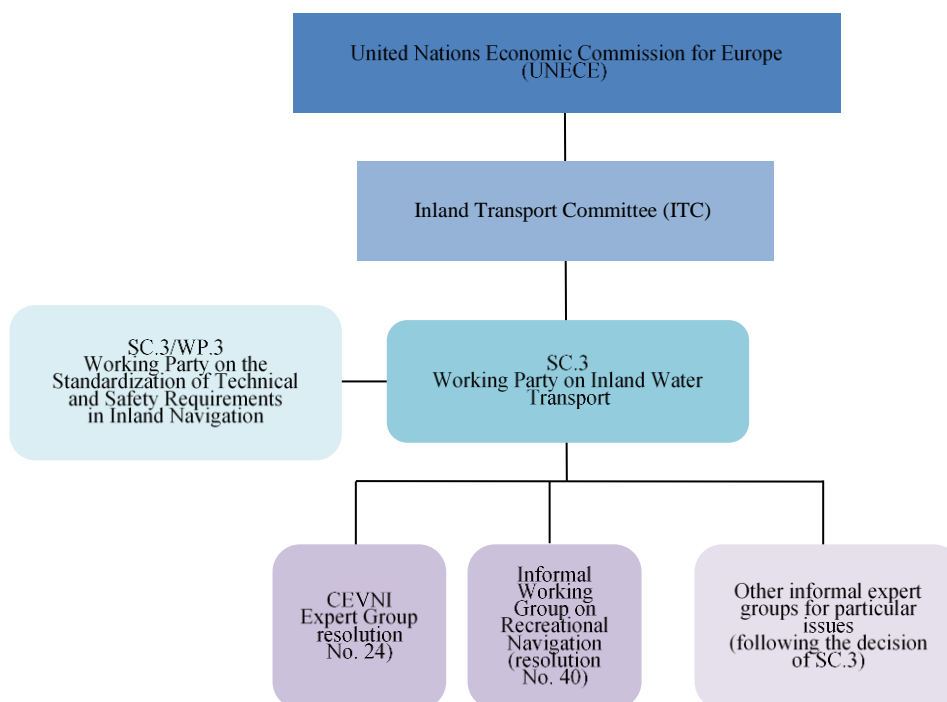 United Nations Economic Commission for Europe
(UNECE)
Inland Transport Committee (ITC)
SC.3/WP.3
Working Party on the
Standardization of Technical
and Safety Requirements
in Inland Navigation
SC.3
Working Party on Inland Water
Transport
CEVNI
Expert Group
resolution
No. 24)
Informal
Working
Group on
Recreational
Navigation
(resolution
No. 40)
Other informal expert
groups for particular
issues
(following the decision
of SC.3)